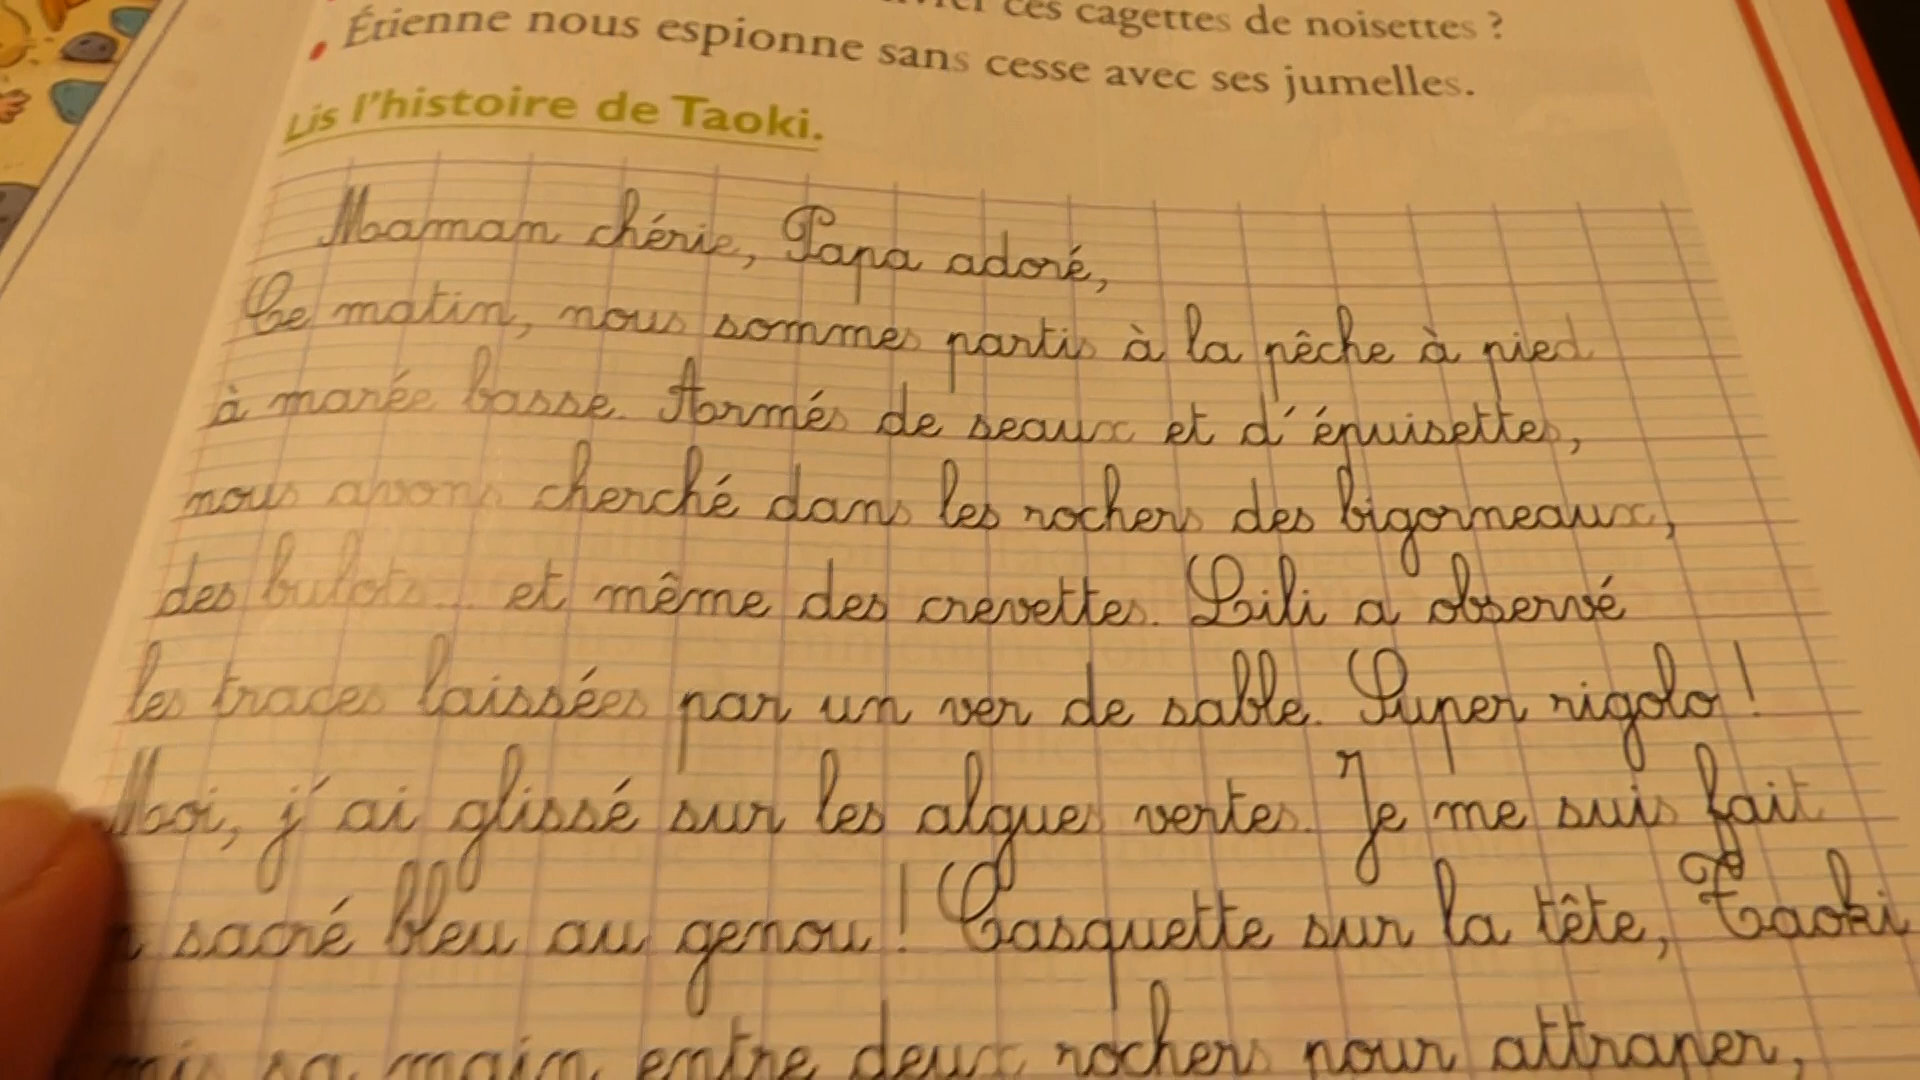 ces cagettes de noisettes ?
• Étienne nous espionne sans cesse avec ses jumelles.
Lis l'histoire de Taoki.
Maman chérie, Papa adoré,
Ce matin, nous sommes partis à la pêche à pied
à marée basse. Armés de seaux et d'épuisettes,
nous avons cherché dans les rochers des bigorneaux,
des bulots... et même des crevettes. Lili a observé
les traces laissées par un ver de sable. Super rigolo !
Moi, j'ai glissé sur les algues vertes. Je me suis fait
sacré bleu au genou ! Casquette sur la tête, Taoki
sa main entre deux rochers pour attraper,